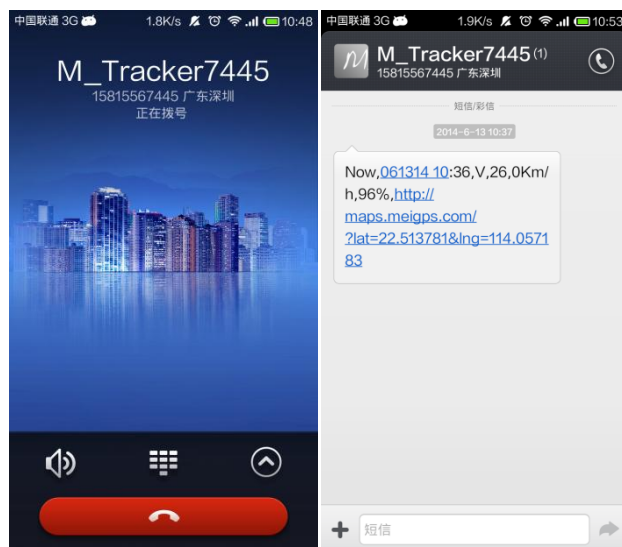 中国联通 3G 1.8K/s 10:48
M_Tracker7445
15815567445 广东深圳
正在拨号
中国联通 3G 1.9K/s 10:53
M_Tracker7445 (1)
15815567445 广东深圳
短信/彩信
2014-6-13 10:37
Now,061314 10:36,V,26,0Km/
h,96%,http://
maps.meigps.com/
?lat=22.513781&lng=114.0571
83
短信